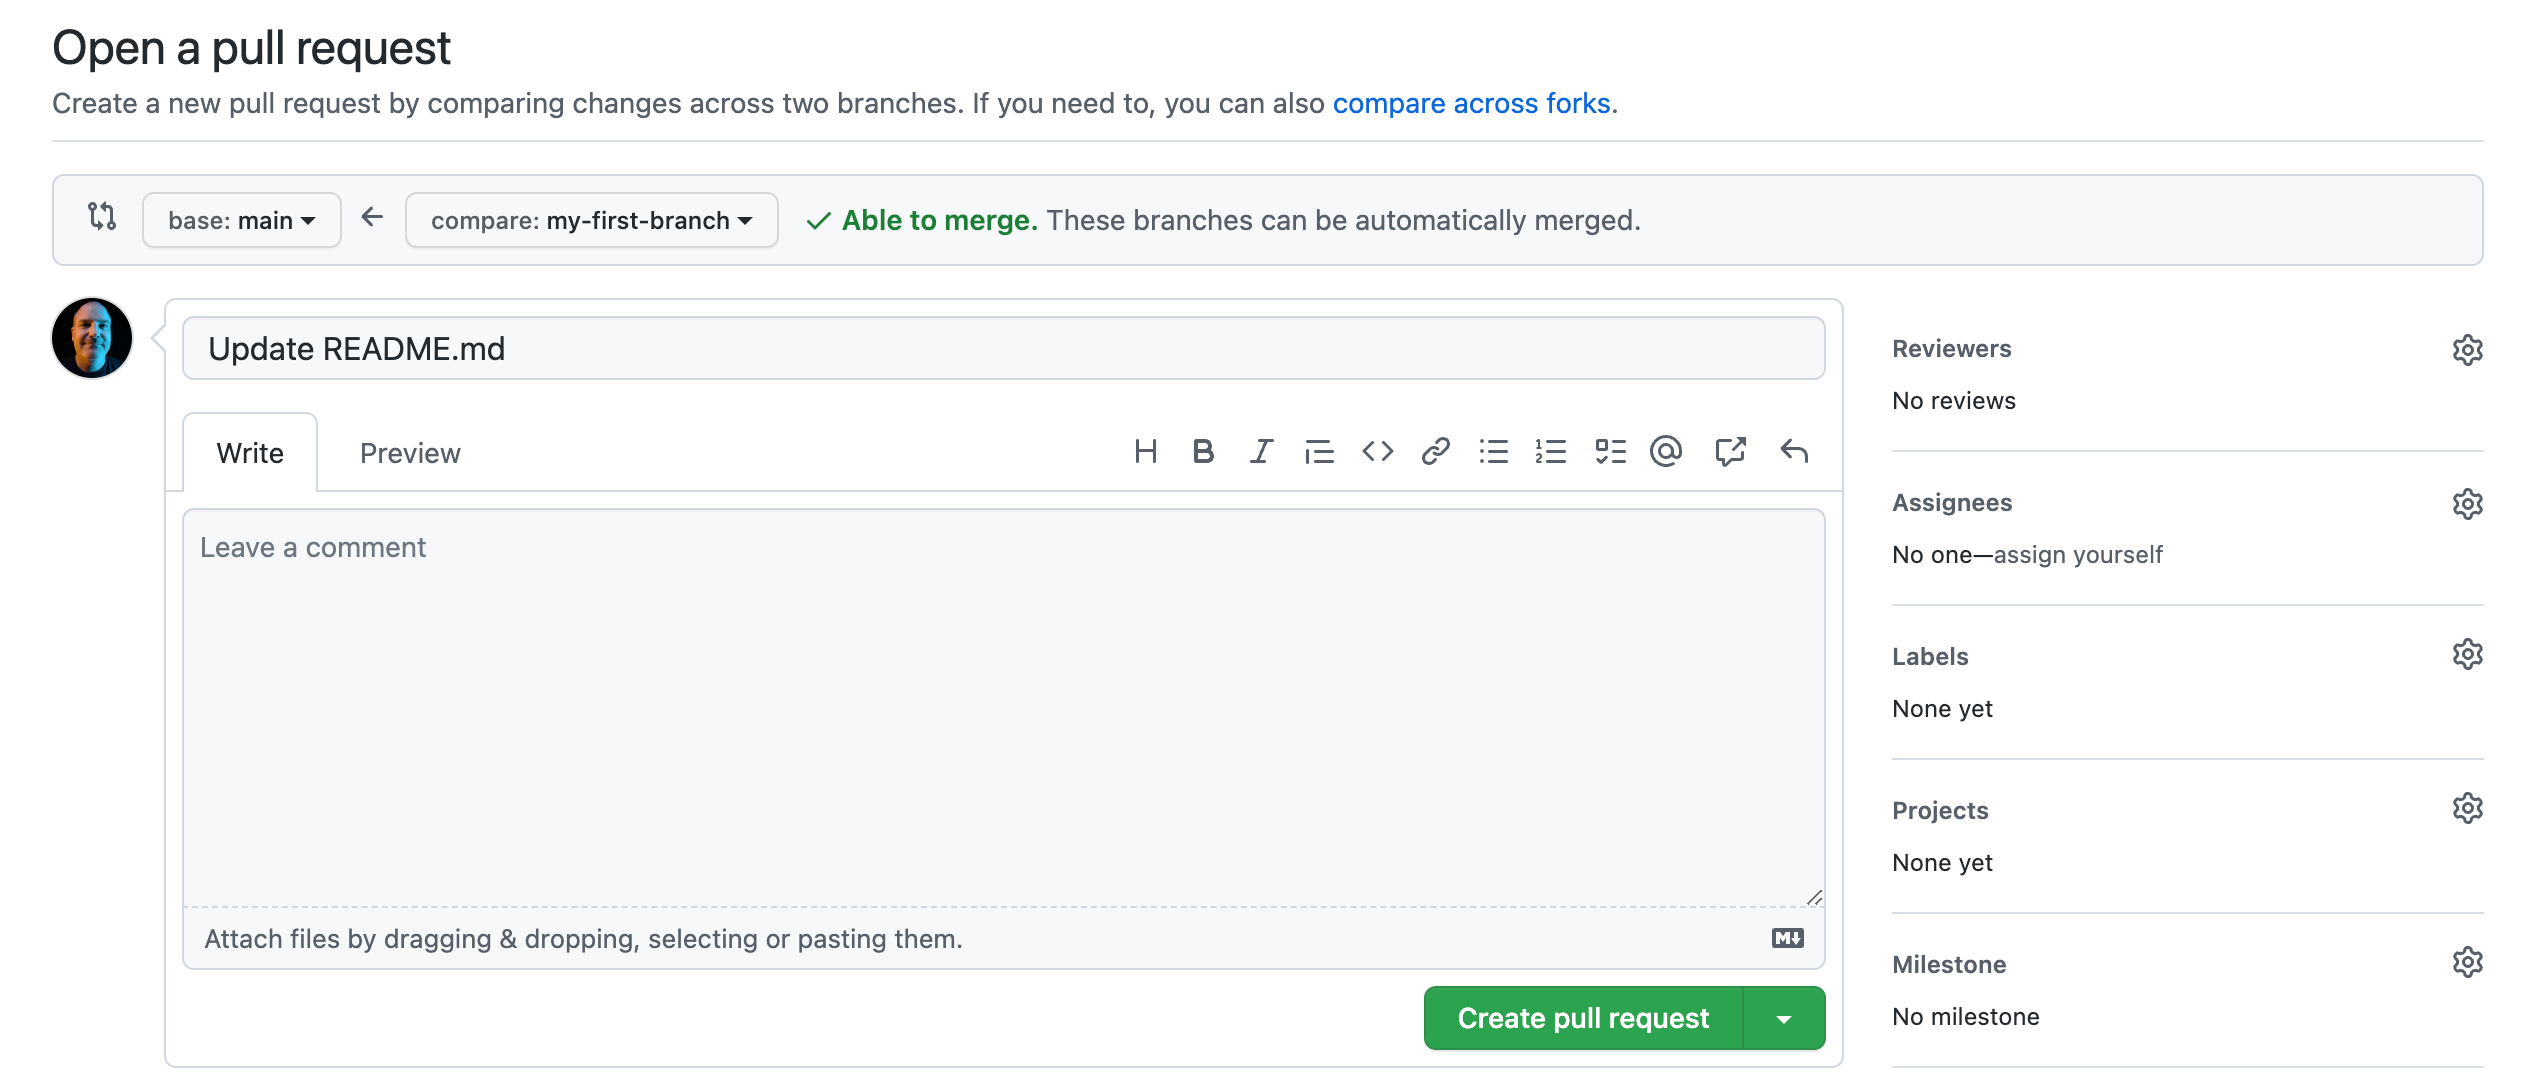 Open a pull request
Create a new pull request by comparing changes across two branches. If you need to, you can also compare across forks.
base: main
compare: my-first-branch
Able to merge. These branches can be automatically merged.
Update README.md
Write
Preview
Leave a comment
Attach files by dragging & dropping, selecting or pasting them.
Create pull request
Reviewers
No reviews
Assignees
No one—assign yourself
Labels
None yet
Projects
None yet
Milestone
No milestone